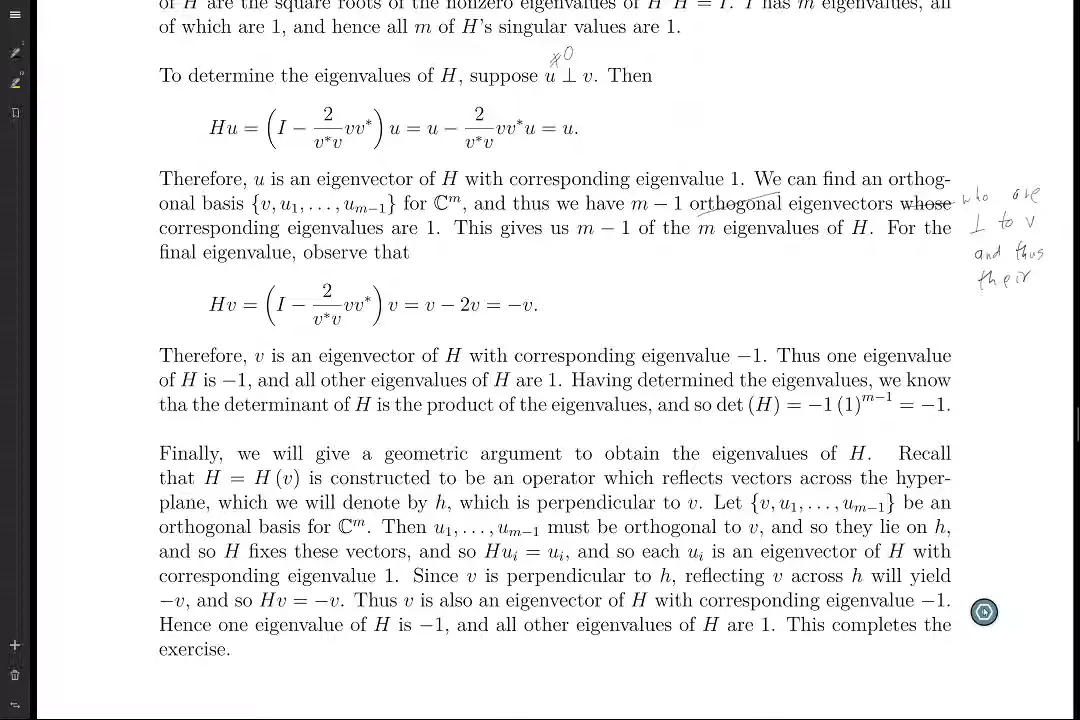 of H are the square roots of the nonzero eigenvalues of H*H = I. I has m eigenvalues, all
of which are 1, and hence all m of H's singular values are 1.
≠0
To determine the eigenvalues of H, suppose u ⊥ v. Then
Hu = (I − 2/(v*v) vv*) u = u − 2/(v*v) vv*u = u.
Therefore, u is an eigenvector of H with corresponding eigenvalue 1. We can find an orthog-
onal basis {v, u₁, . . . , uₘ₋₁} for ℂᵐ, and thus we have m − 1 orthogonal eigenvectors whose
who are
corresponding eigenvalues are 1. This gives us m − 1 of the m eigenvalues of H. For the
⊥ to v
final eigenvalue, observe that
and thus
their
Hv = (I − 2/(v*v) vv*) v = v − 2v = −v.
Therefore, v is an eigenvector of H with corresponding eigenvalue −1. Thus one eigenvalue
of H is −1, and all other eigenvalues of H are 1. Having determined the eigenvalues, we know
tha the determinant of H is the product of the eigenvalues, and so det (H) = −1 (1)ᵐ⁻¹ = −1.
Finally, we will give a geometric argument to obtain the eigenvalues of H. Recall
that H = H (v) is constructed to be an operator which reflects vectors across the hyper-
plane, which we will denote by h, which is perpendicular to v. Let {v, u₁, . . . , uₘ₋₁} be an
orthogonal basis for ℂᵐ. Then u₁, . . . , uₘ₋₁ must be orthogonal to v, and so they lie on h,
and so H fixes these vectors, and so Huᵢ = uᵢ, and so each uᵢ is an eigenvector of H with
corresponding eigenvalue 1. Since v is perpendicular to h, reflecting v across h will yield
−v, and so Hv = −v. Thus v is also an eigenvector of H with corresponding eigenvalue −1.
Hence one eigenvalue of H is −1, and all other eigenvalues of H are 1. This completes the
exercise.